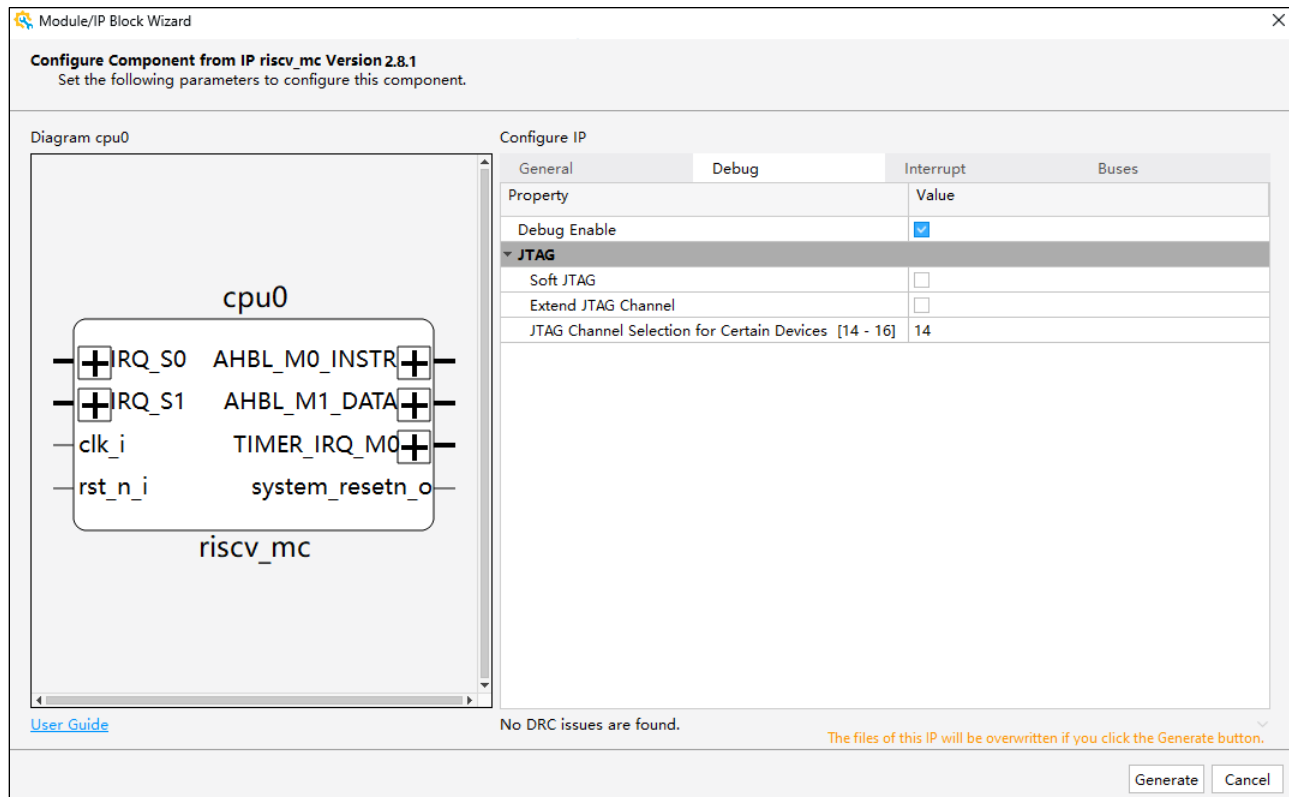 Module/IP Block Wizard
Configure Component from IP riscv_mc Version 2.8.1
Set the following parameters to configure this component.
Diagram cpu0
Configure IP
General Debug Interrupt Buses
Property Value
Debug Enable
JTAG
Soft JTAG
Extend JTAG Channel
JTAG Channel Selection for Certain Devices [14 - 16] 14
cpu0
IRQ_S0 AHBL_M0_INSTR
IRQ_S1 AHBL_M1_DATA
clk_i TIMER_IRQ_M0
rst_n_i system_resetn_o
riscv_mc
User Guide
No DRC issues are found.
The files of this IP will be overwritten if you click the Generate button.
Generate Cancel